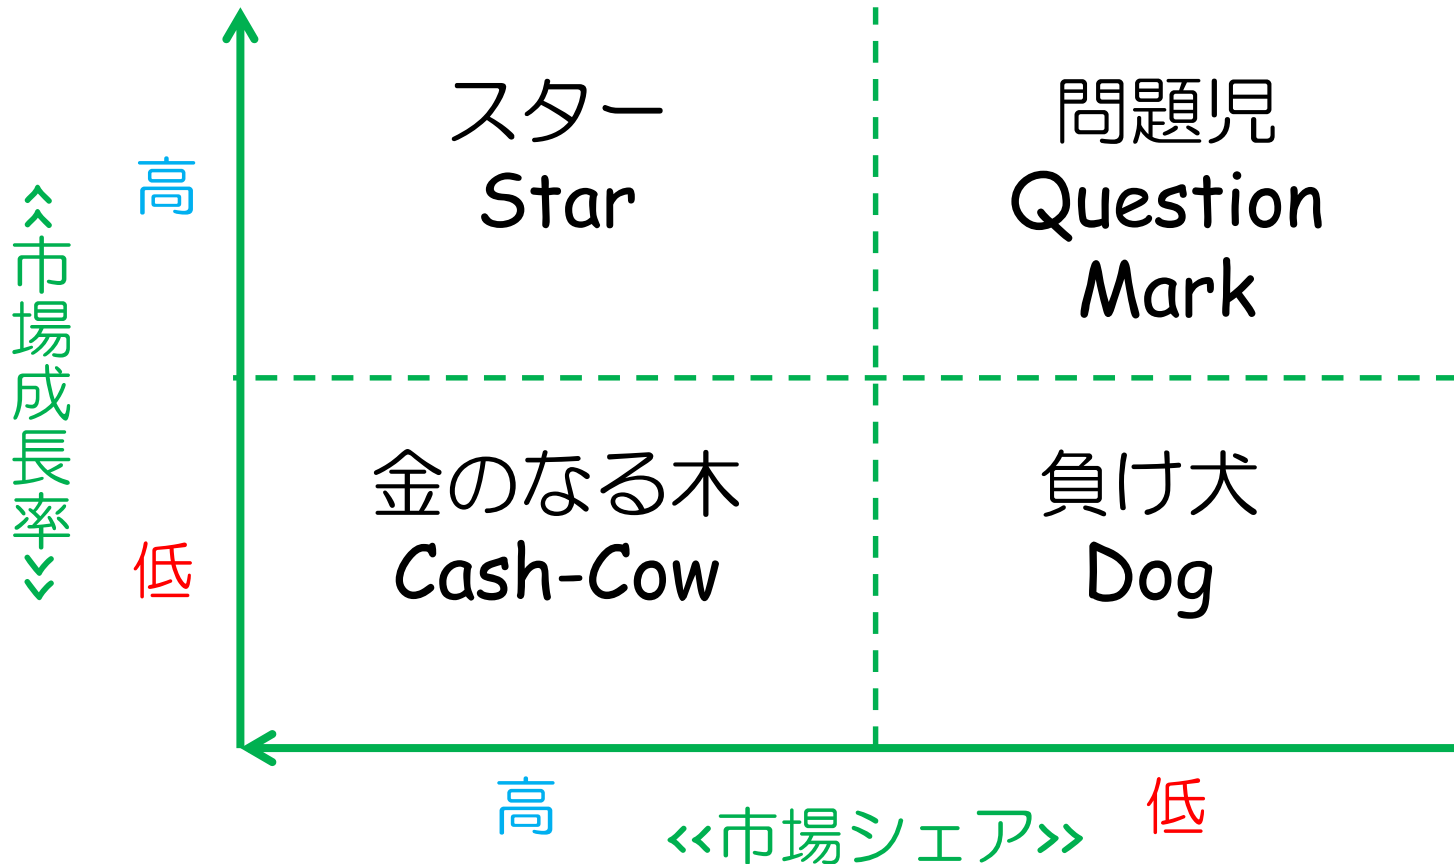 スター
Star
問題児
Question
Mark
高
<<市場成長率>>
金のなる木
Cash-Cow
負け犬
Dog
低
高
低
<<市場シェア>>